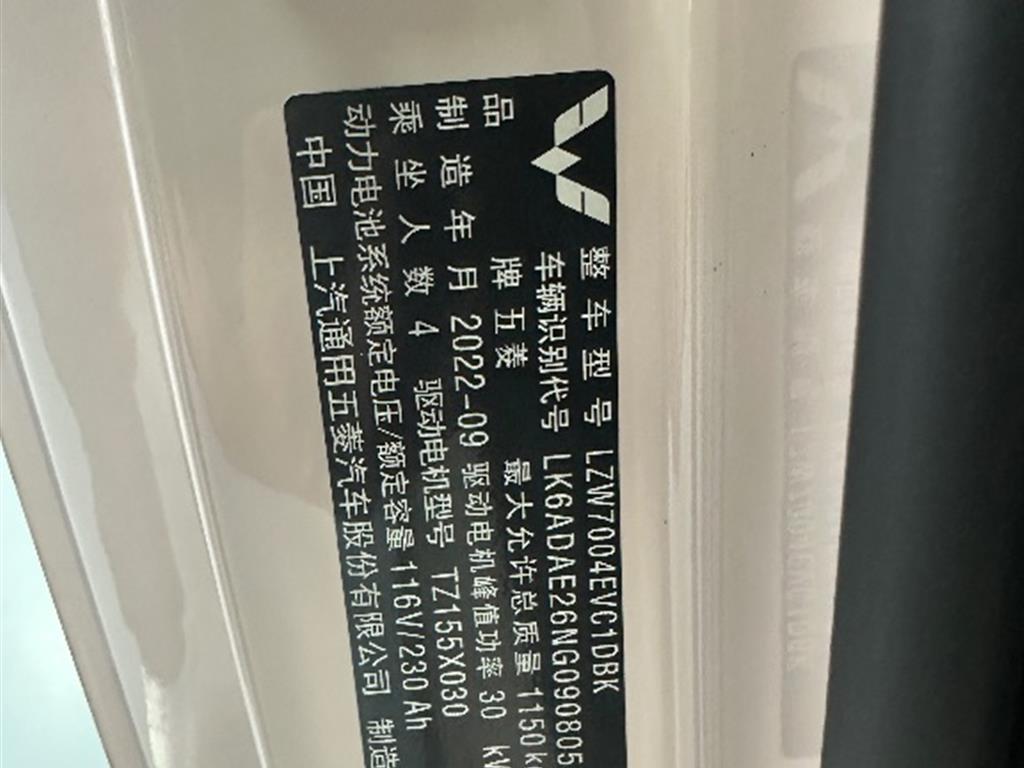 整车型号 LZW7004EVC1DBK
车辆识别代号 LK6ADAE26NG090805
品牌 五菱 最大允许总质量 1150kg
制造年月 2022-09 驱动电机峰值功率 30 kW
乘坐人数 4 驱动电机型号 TZ155X030
动力电池系统额定电压/额定容量 116V/230 Ah
中国 上汽通用五菱汽车股份有限公司 制造